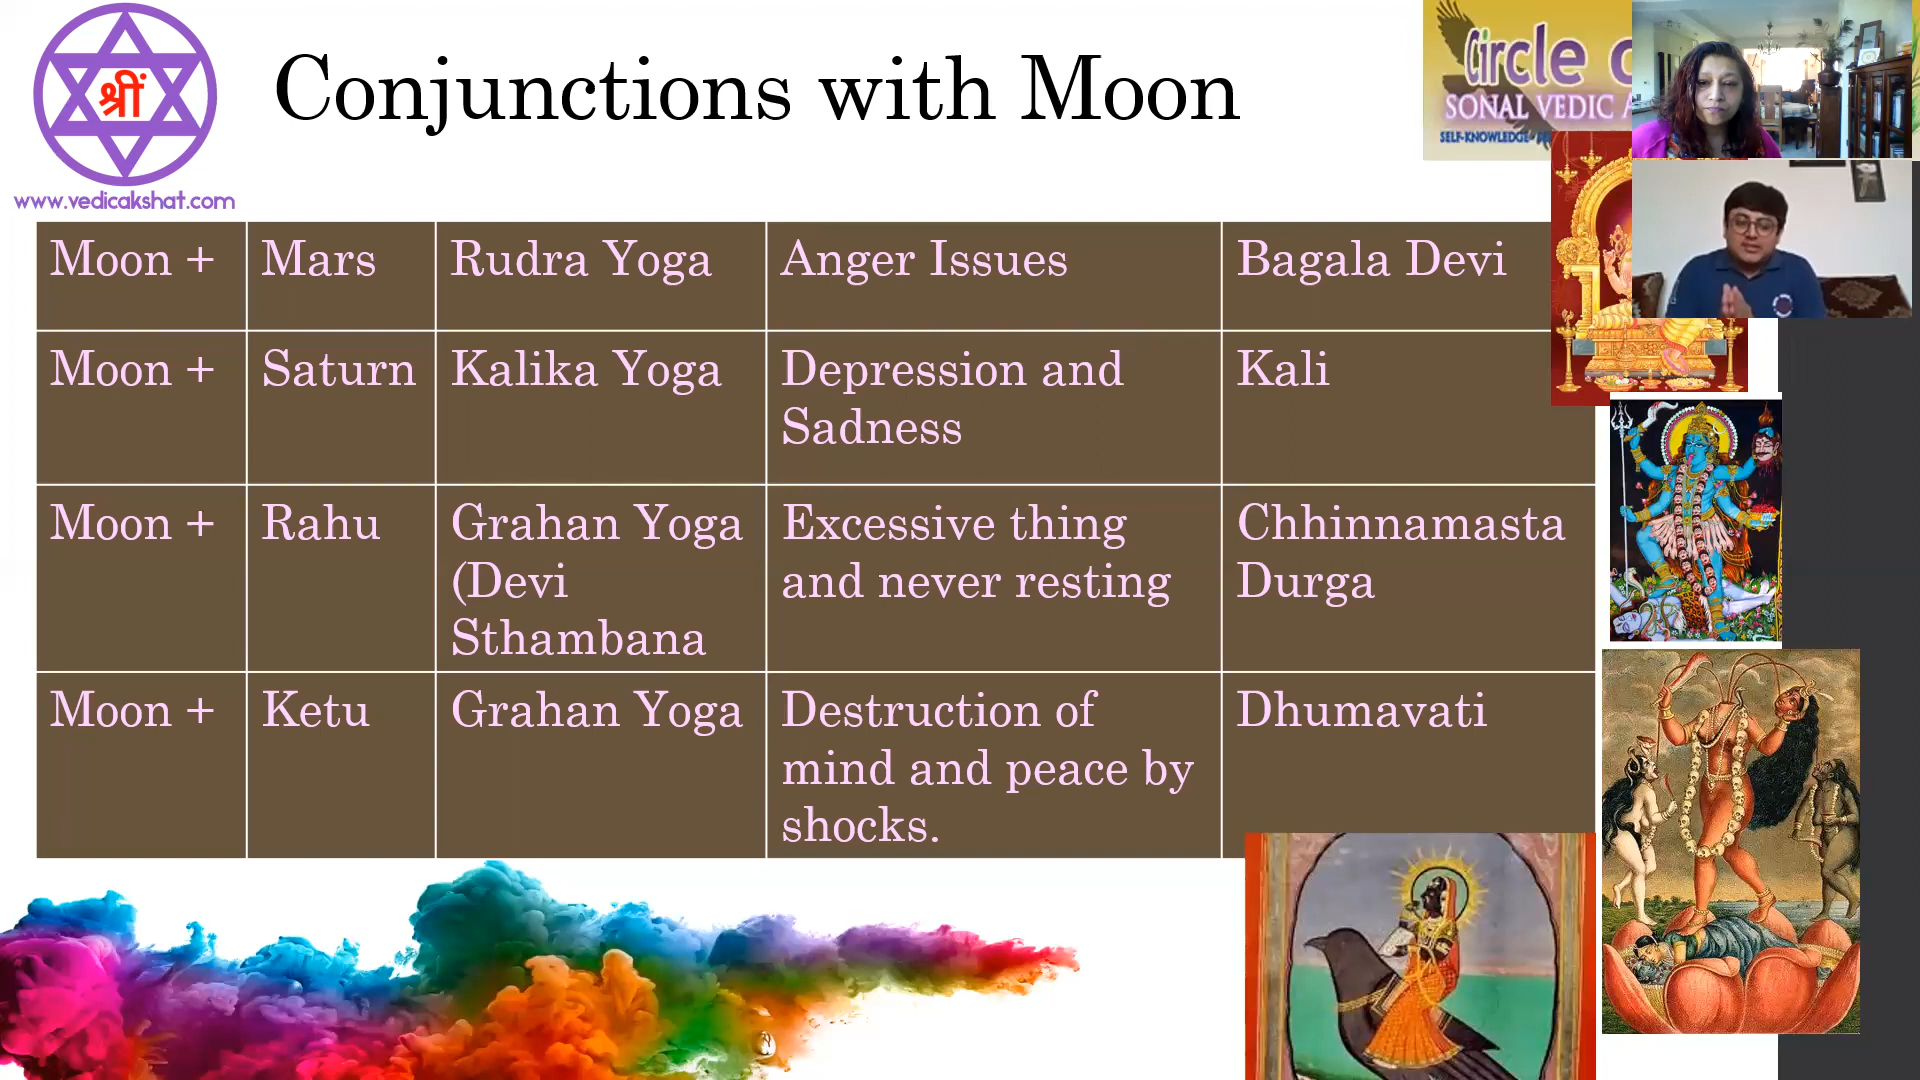 श्रीं
www.vedicakshat.com
Conjunctions with Moon
Circle
SONAL VEDIC
SELF-KNOWLEDGE
Moon + Mars Rudra Yoga Anger Issues Bagala Devi
Moon + Saturn Kalika Yoga Depression and
Sadness
Kali
Moon + Rahu Grahan Yoga
(Devi
Sthambana
Excessive thing
and never resting
Chhinnamasta
Durga
Moon + Ketu Grahan Yoga Destruction of
mind and peace by
shocks.
Dhumavati